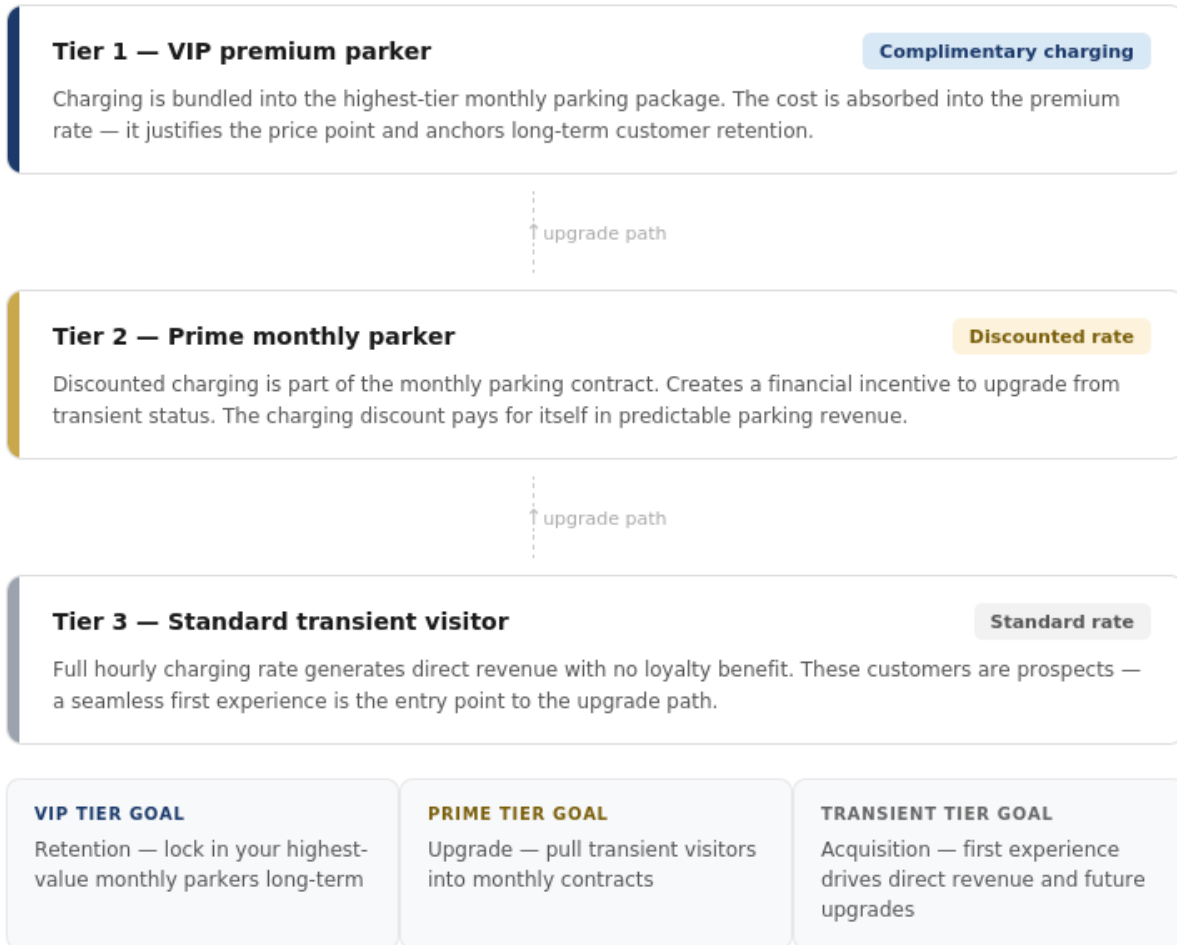 Tier 1 — VIP premium parker
Complimentary charging
Charging is bundled into the highest-tier monthly parking package. The cost is absorbed into the premium
rate — it justifies the price point and anchors long-term customer retention.
↑ upgrade path
Tier 2 — Prime monthly parker
Discounted rate
Discounted charging is part of the monthly parking contract. Creates a financial incentive to upgrade from
transient status. The charging discount pays for itself in predictable parking revenue.
↑ upgrade path
Tier 3 — Standard transient visitor
Standard rate
Full hourly charging rate generates direct revenue with no loyalty benefit. These customers are prospects —
a seamless first experience is the entry point to the upgrade path.
VIP TIER GOAL
Retention — lock in your highest-
value monthly parkers long-term
PRIME TIER GOAL
Upgrade — pull transient visitors
into monthly contracts
TRANSIENT TIER GOAL
Acquisition — first experience
drives direct revenue and future
upgrades